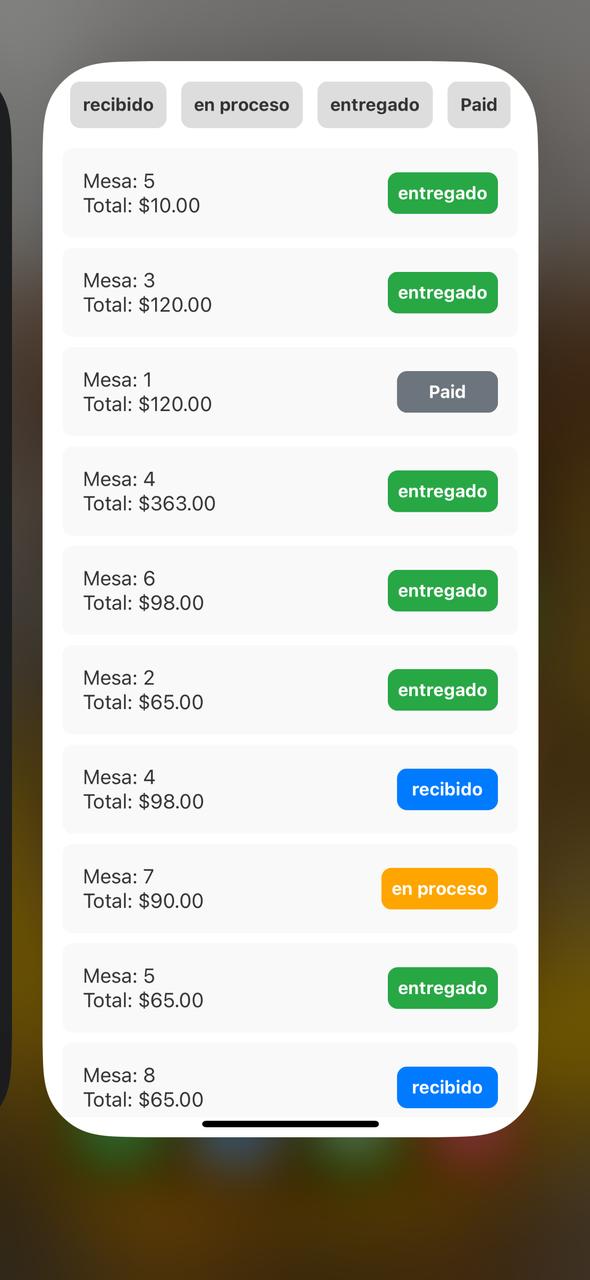 recibido en proceso entregado Paid
Mesa: 5
Total: $10.00
entregado
Mesa: 3
Total: $120.00
entregado
Mesa: 1
Total: $120.00
Paid
Mesa: 4
Total: $363.00
entregado
Mesa: 6
Total: $98.00
entregado
Mesa: 2
Total: $65.00
entregado
Mesa: 4
Total: $98.00
recibido
Mesa: 7
Total: $90.00
en proceso
Mesa: 5
Total: $65.00
entregado
Mesa: 8
Total: $65.00
recibido